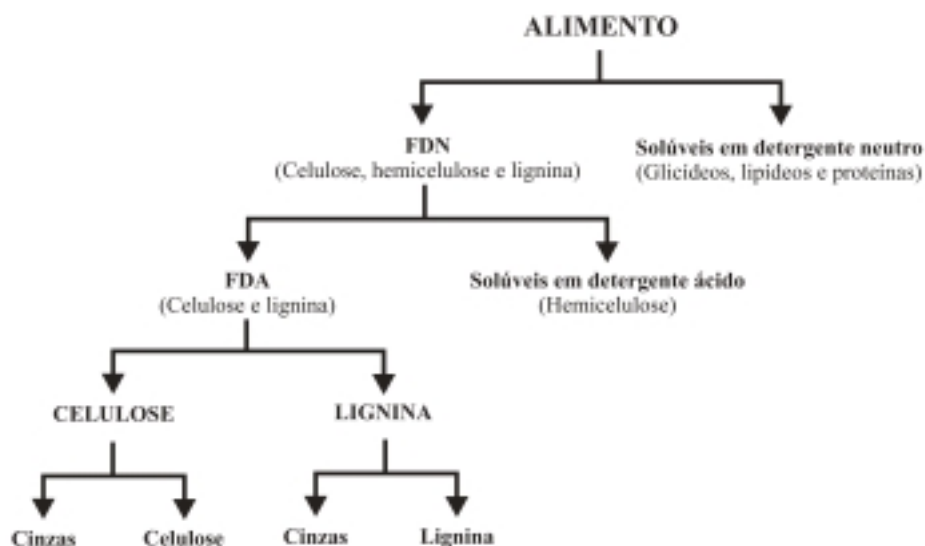 ALIMENTO
FDN
(Celulose, hemicelulose e lignina)
Solúveis em detergente neutro
(Glicídeos, lipídeos e proteínas)
FDA
(Celulose e lignina)
Solúveis em detergente ácido
(Hemicelulose)
CELULOSE
LIGNINA
Cinzas
Celulose
Cinzas
Lignina